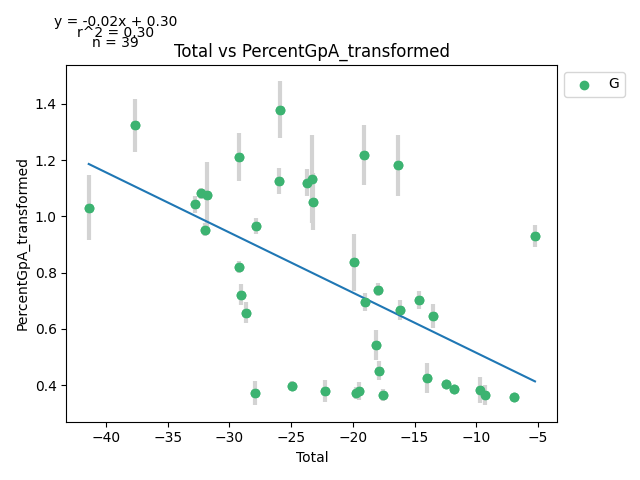 y = -0.02x + 0.30
r^2 = 0.30
n = 39
Total vs PercentGpA_transformed
G
PercentGpA_transformed
1.4
1.2
1.0
0.8
0.6
0.4
−40 −35 −30 −25 −20 −15 −10 −5
Total